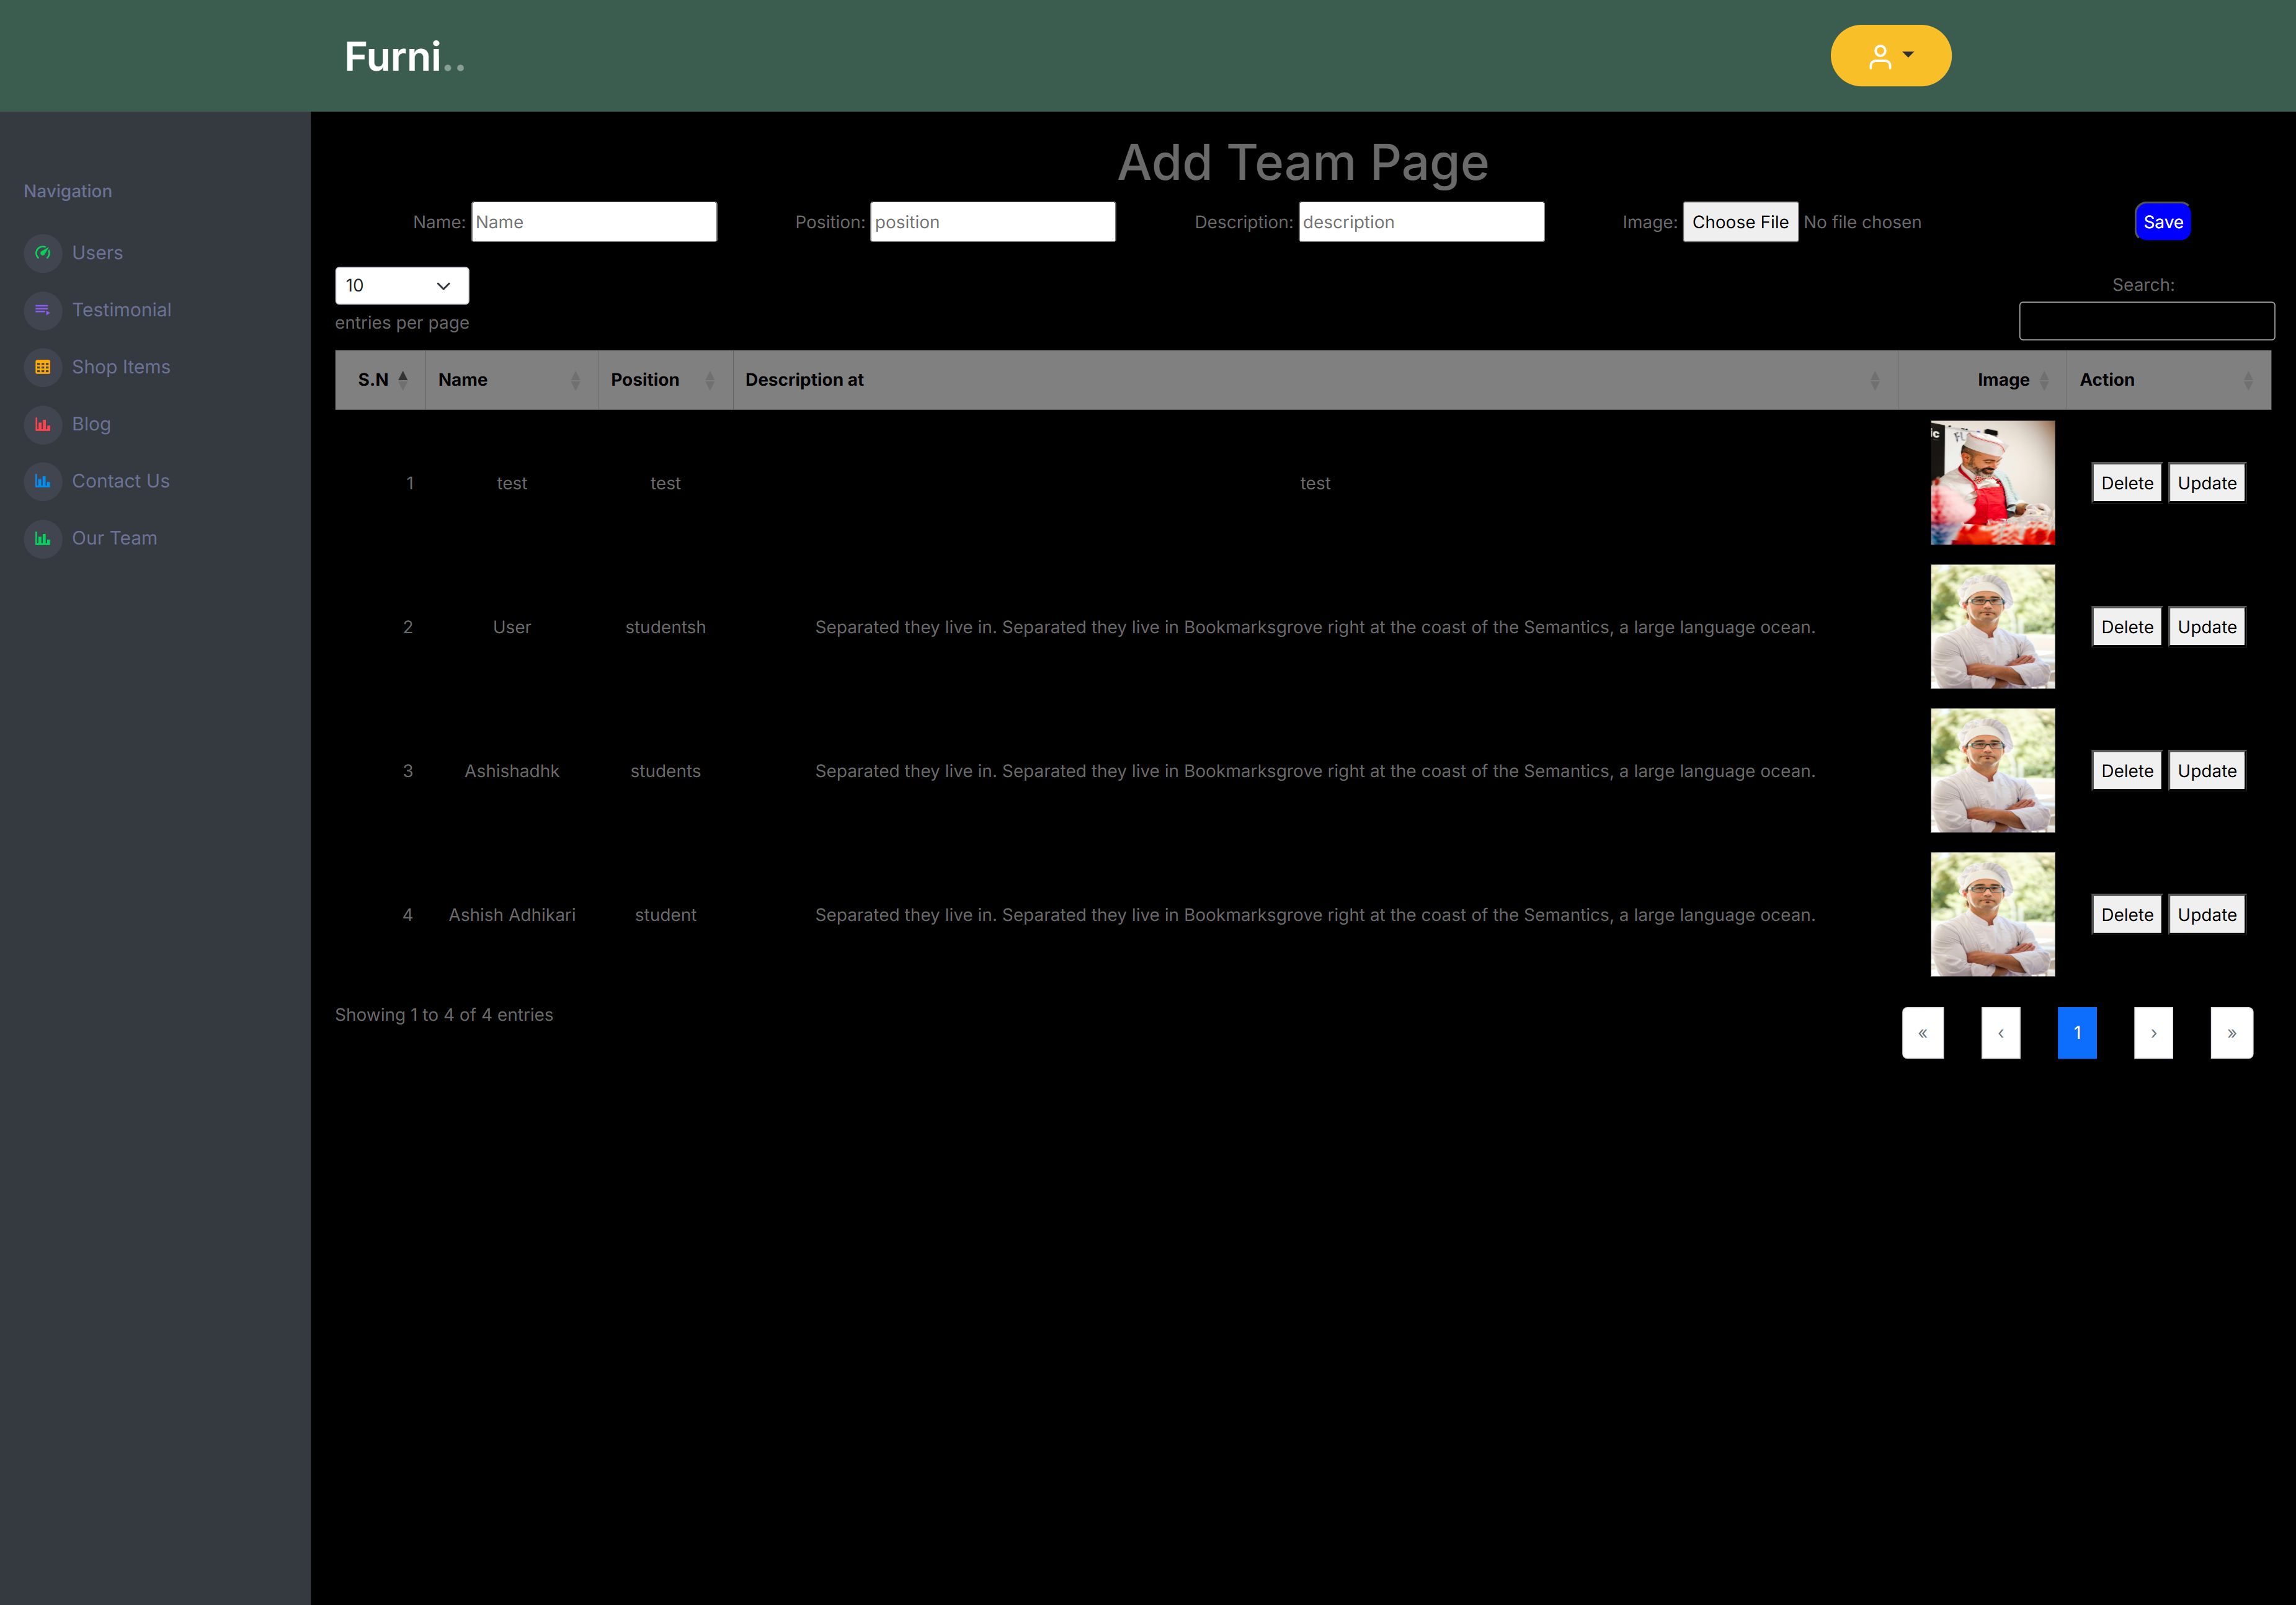 Furni..
Navigation
Users
Testimonial
Shop Items
Blog
Contact Us
Our Team
Add Team Page
Name: Name Position: position Description: description Image: Choose File No file chosen Save
10
entries per page
Search:
S.N Name Position Description at Image Action
1 test test test Delete Update
2 User studentsh Separated they live in. Separated they live in Bookmarksgrove right at the coast of the Semantics, a large language ocean. Delete Update
3 Ashishadhk students Separated they live in. Separated they live in Bookmarksgrove right at the coast of the Semantics, a large language ocean. Delete Update
4 Ashish Adhikari student Separated they live in. Separated they live in Bookmarksgrove right at the coast of the Semantics, a large language ocean. Delete Update
Showing 1 to 4 of 4 entries
« ‹ 1 › »